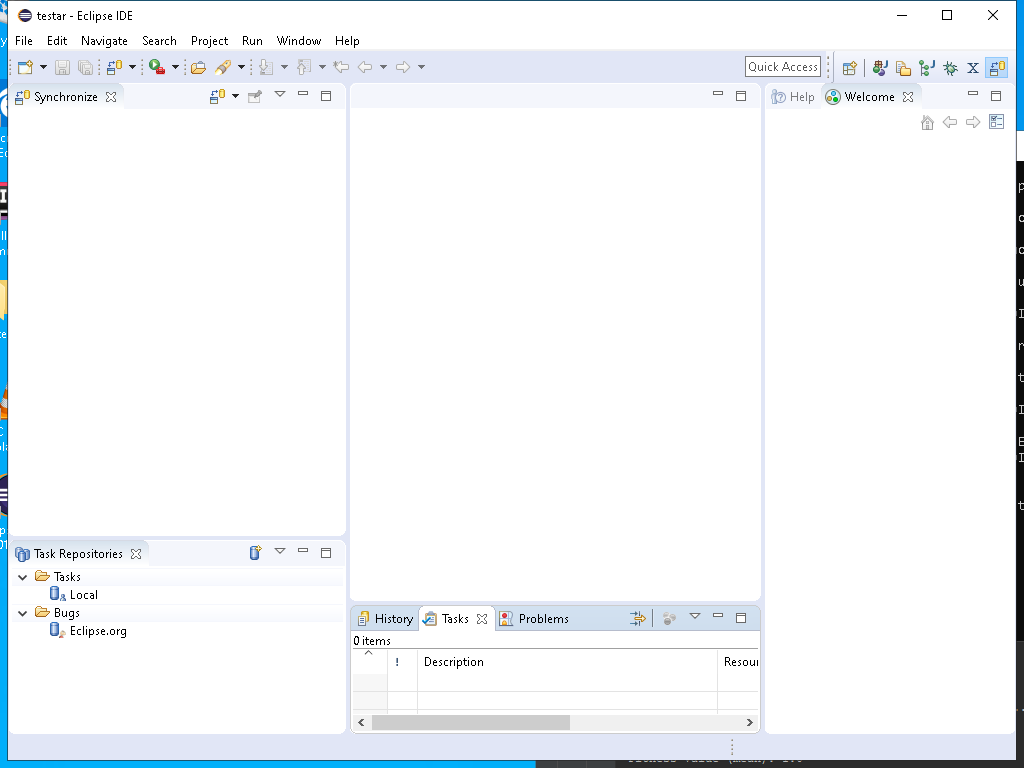 testar - Eclipse IDE
File Edit Navigate Search Project Run Window Help
Quick Access
Synchronize
Help Welcome
Task Repositories
Tasks
Local
Bugs
Eclipse.org
History Tasks Problems
0 items
! Description Resour